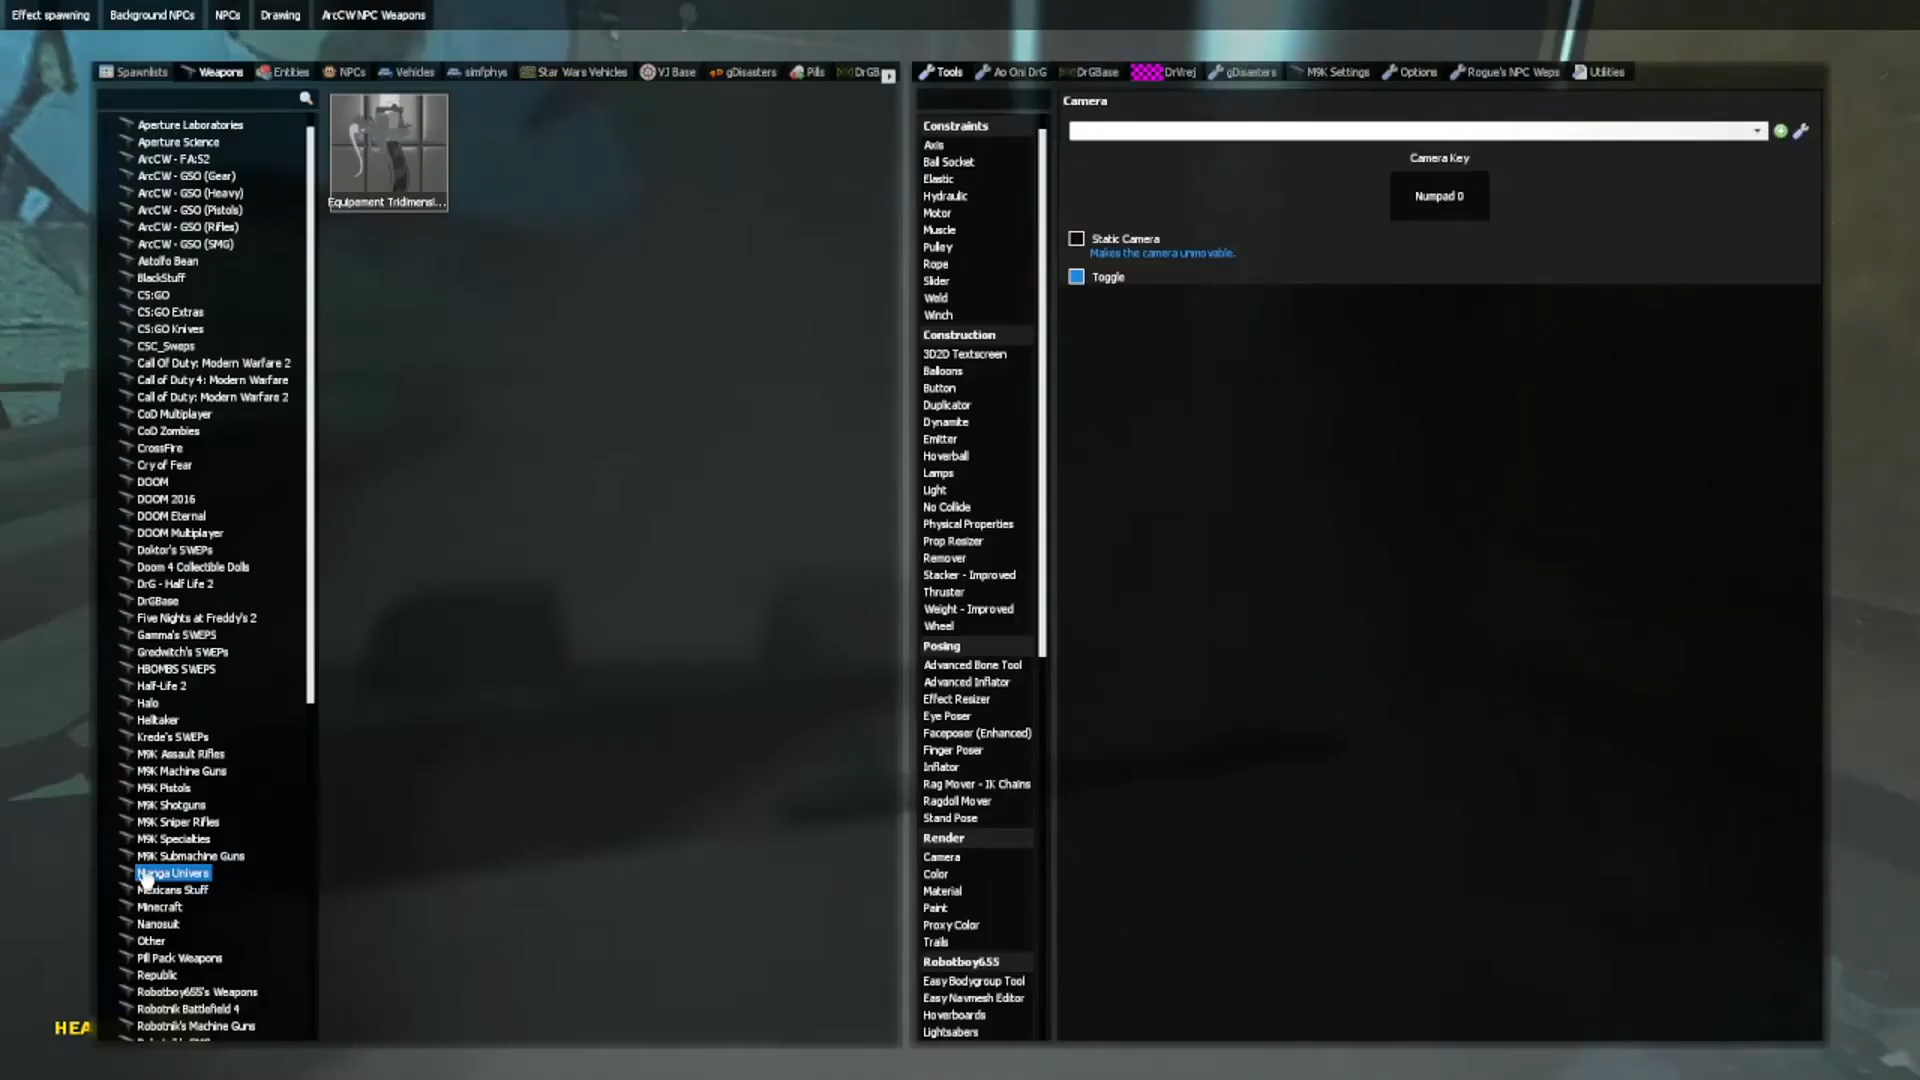 Effect spawning Background NPCs NPCs Drawing ArcCW NPC Weapons
Spawnlists Weapons Entities NPCs Vehicles simfphys Star Wars Vehicles VJ Base gDisasters Pills DrGB
Aperture Laboratories
Aperture Science
ArcCW - FA:S2
ArcCW - GSO (Gear)
ArcCW - GSO (Heavy)
ArcCW - GSO (Pistols)
ArcCW - GSO (Rifles)
ArcCW - GSO (SMG)
Astolfo Bean
BlackStuff
CS:GO
CS:GO Extras
CS:GO Knives
CSC_Sweps
Call Of Duty: Modern Warfare 2
Call of Duty 4: Modern Warfare
Call of Duty: Modern Warfare 2
CoD Multiplayer
CoD Zombies
CrossFire
Cry of Fear
DOOM
DOOM 2016
DOOM Eternal
DOOM Multiplayer
Doktor's SWEPs
Doom 4 Collectible Dolls
DrG - Half Life 2
DrGBase
Five Nights at Freddy's 2
Gamma's SWEPS
Gredwitch's SWEPs
HBOMBS SWEPS
Half-Life 2
Halo
Helltaker
Krede's SWEPs
M9K Assault Rifles
M9K Machine Guns
M9K Pistols
M9K Shotguns
M9K Sniper Rifles
M9K Specialties
M9K Submachine Guns
Manga Univers
Mexicans Stuff
Minecraft
Nanosuit
Other
Pill Pack Weapons
Republic
Robotboy655's Weapons
Robotnik Battlefield 4
Robotnik's Machine Guns
Equipement Tridimensi...
HEA
Tools Ao Oni DrG DrGBase DrVrej gDisasters M9K Settings Options Rogue's NPC Weps Utilities
Constraints
Axis
Ball Socket
Elastic
Hydraulic
Motor
Muscle
Pulley
Rope
Slider
Weld
Winch
Construction
3D2D Textscreen
Balloons
Button
Duplicator
Dynamite
Emitter
Hoverball
Lamps
Light
No Collide
Physical Properties
Prop Resizer
Remover
Stacker - Improved
Thruster
Weight - Improved
Wheel
Posing
Advanced Bone Tool
Advanced Inflator
Effect Resizer
Eye Poser
Faceposer (Enhanced)
Finger Poser
Inflator
Rag Mover - IK Chains
Ragdoll Mover
Stand Pose
Render
Camera
Color
Material
Paint
Proxy Color
Trails
Robotboy655
Easy Bodygroup Tool
Easy Navmesh Editor
Hoverboards
Lightsabers
Camera
Camera Key
Numpad 0
Static Camera
Makes the camera unmovable.
Toggle